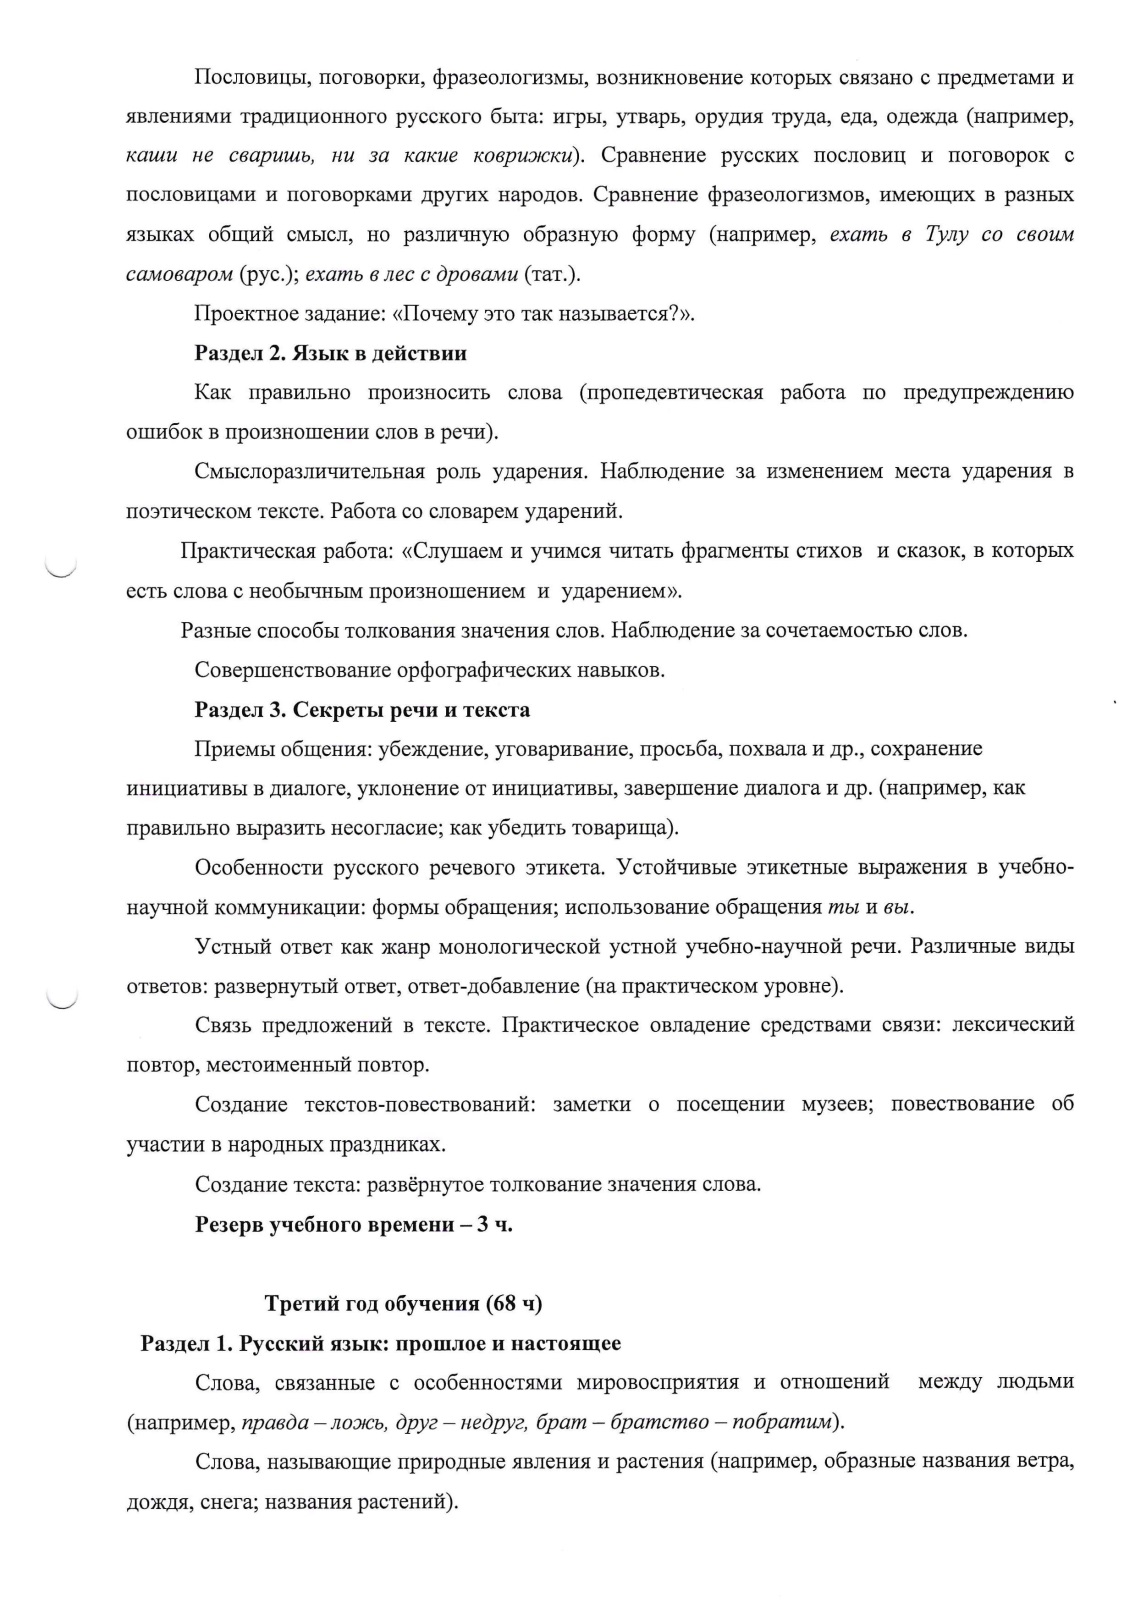 Пословицы, поговорки, фразеологизмы, возникновение которых связано с предметами и
явлениями традиционного русского быта: игры, утварь, орудия труда, еда, одежда (например,
каши не сваришь, ни за какие коврижки). Сравнение русских пословиц и поговорок с
пословицами и поговорками других народов. Сравнение фразеологизмов, имеющих в разных
языках общий смысл, но различную образную форму (например, ехать в Тулу со своим
самоваром (рус.); ехать в лес с дровами (тат.).
Проектное задание: «Почему это так называется?».
Раздел 2. Язык в действии
Как правильно произносить слова (пропедевтическая работа по предупреждению
ошибок в произношении слов в речи).
Смыслоразличительная роль ударения. Наблюдение за изменением места ударения в
поэтическом тексте. Работа со словарем ударений.
Практическая работа: «Слушаем и учимся читать фрагменты стихов и сказок, в которых
есть слова с необычным произношением и ударением».
Разные способы толкования значения слов. Наблюдение за сочетаемостью слов.
Совершенствование орфографических навыков.
Раздел 3. Секреты речи и текста
Приемы общения: убеждение, уговаривание, просьба, похвала и др., сохранение
инициативы в диалоге, уклонение от инициативы, завершение диалога и др. (например, как
правильно выразить несогласие; как убедить товарища).
Особенности русского речевого этикета. Устойчивые этикетные выражения в учебно-
научной коммуникации: формы обращения; использование обращения ты и вы.
Устный ответ как жанр монологической устной учебно-научной речи. Различные виды
ответов: развернутый ответ, ответ-добавление (на практическом уровне).
Связь предложений в тексте. Практическое овладение средствами связи: лексический
повтор, местоименный повтор.
Создание текстов-повествований: заметки о посещении музеев; повествование об
участии в народных праздниках.
Создание текста: развёрнутое толкование значения слова.
Резерв учебного времени – 3 ч.
Третий год обучения (68 ч)
Раздел 1. Русский язык: прошлое и настоящее
Слова, связанные с особенностями мировосприятия и отношений между людьми
(например, правда – ложь, друг – недруг, брат – братство – побратим).
Слова, называющие природные явления и растения (например, образные названия ветра,
дождя, снега; названия растений).